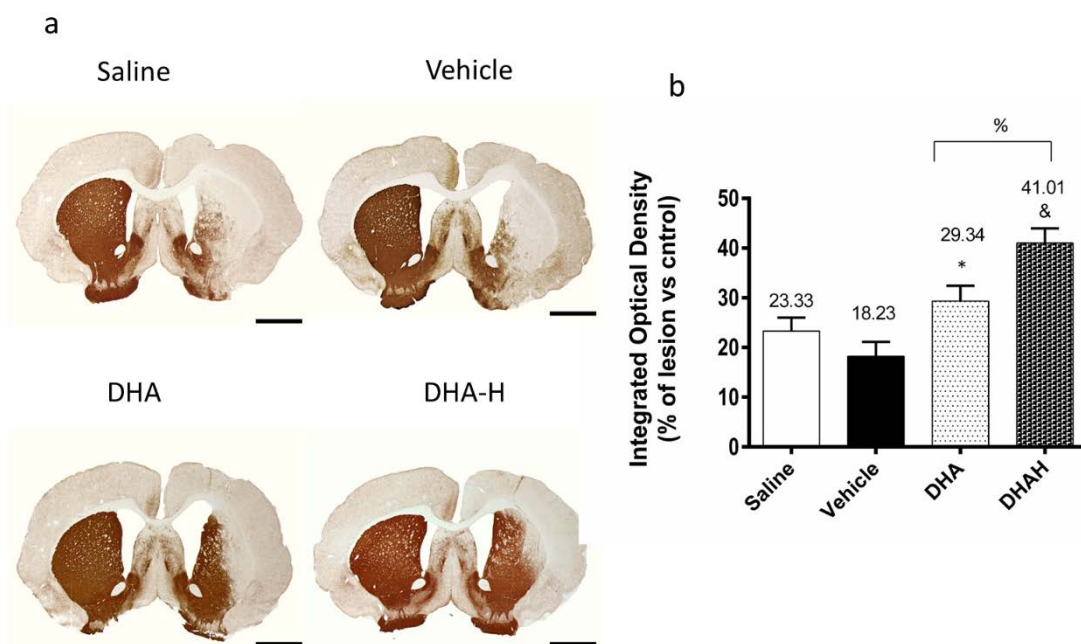 a
Saline
Vehicle
DHA
DHA-H
b
%
Integrated Optical Density
(% of lesion vs cntrol)
50
40
30
20
10
0
23.33
18.23
29.34
*
41.01
&
Saline
Vehicle
DHA
DHAH